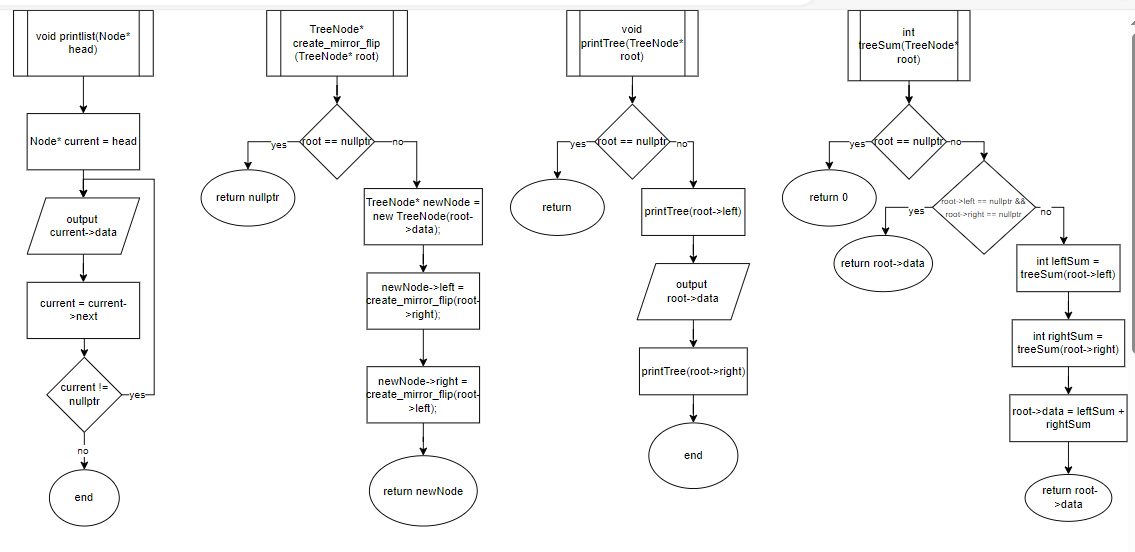 void printlist(Node*
head)
Node* current = head
output
current->data
current = current-
>next
current !=
nullptr
yes
no
end
TreeNode*
create_mirror_flip
(TreeNode* root)
root == nullptr
yes
no
return nullptr
TreeNode* newNode =
new TreeNode(root-
>data);
newNode->left =
create_mirror_flip(root-
>right);
newNode->right =
create_mirror_flip(root-
>left);
return newNode
void
printTree(TreeNode*
root)
root == nullptr
yes
no
return
printTree(root->left)
output
root->data
printTree(root->right)
end
int
treeSum(TreeNode*
root)
root == nullptr
yes
no
return 0
root->left == nullptr &&
root->right == nullptr
yes
no
return root->data
int leftSum =
treeSum(root->left)
int rightSum =
treeSum(root->right)
root->data = leftSum +
rightSum
return root-
>data